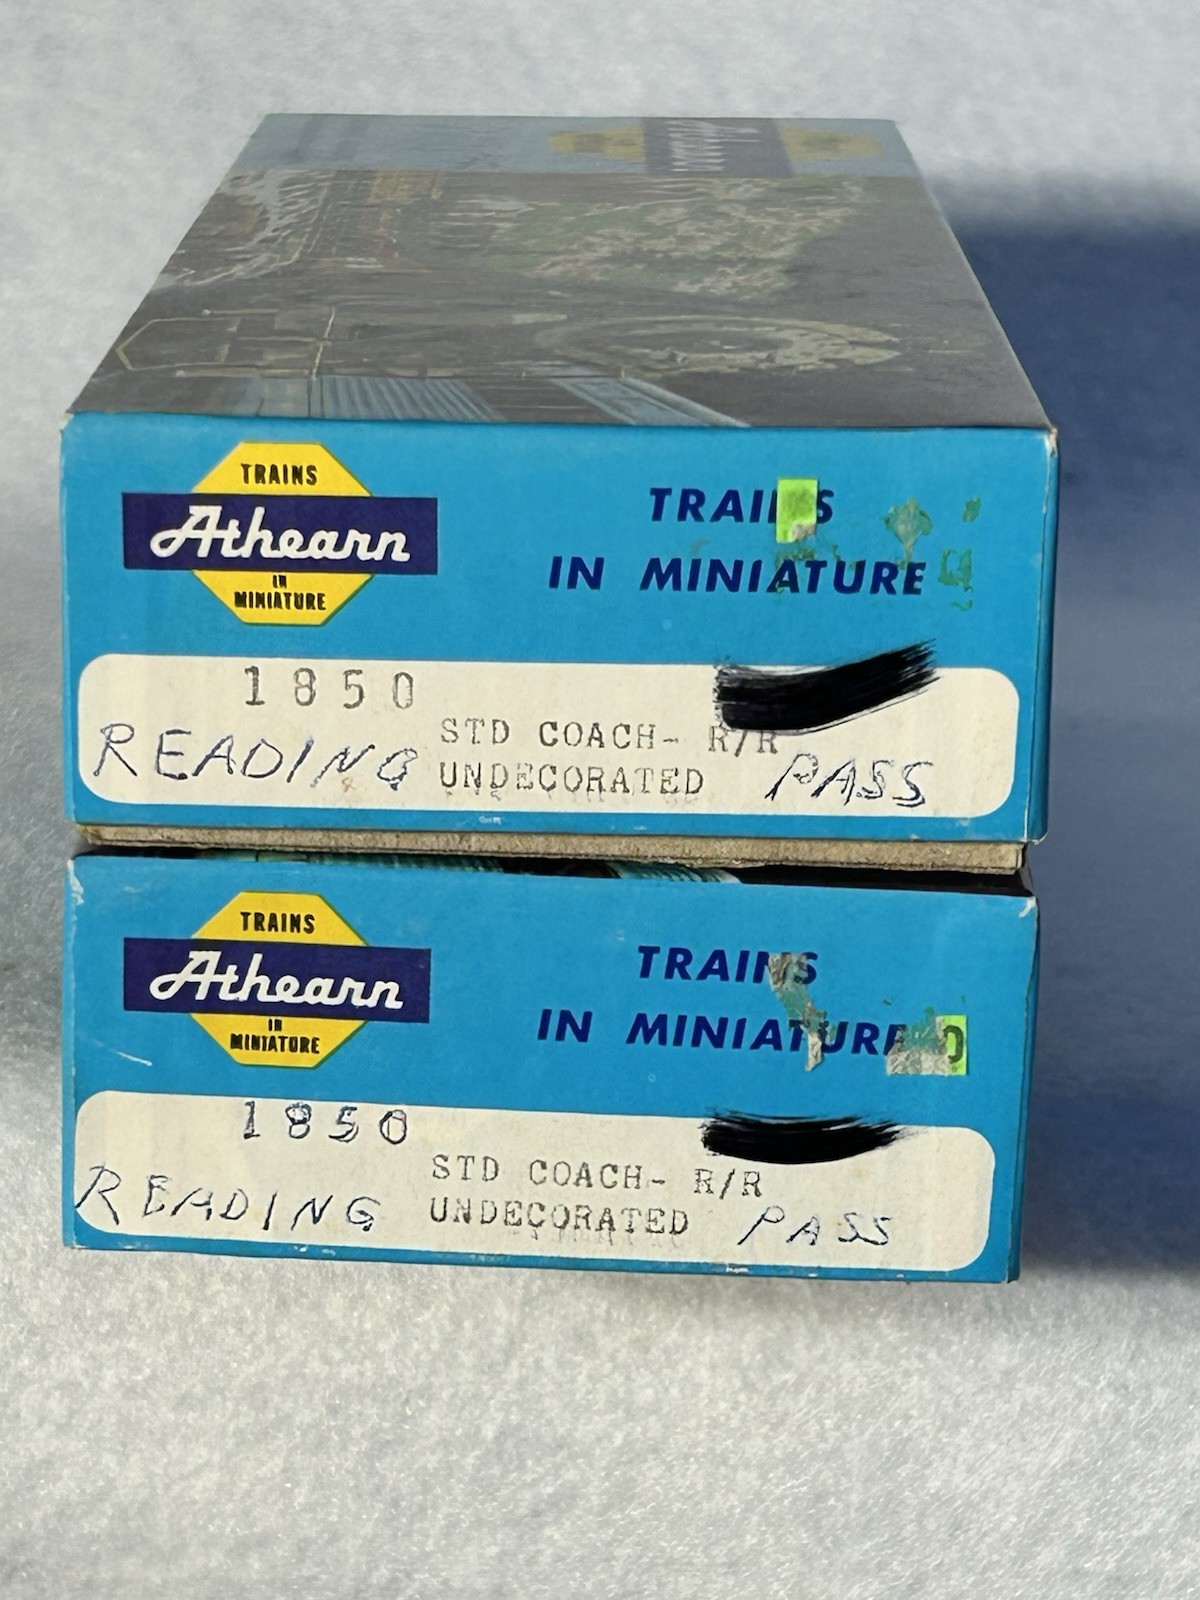 TRAINS
Athearn
IN
MINIATURE
TRAINS
IN MINIATURE
1850
STD COACH- R/R
READING UNDECORATED PASS
TRAINS
Athearn
IN
MINIATURE
TRAINS
IN MINIATURE
0
1850
STD COACH- R/R
READING UNDECORATED PASS